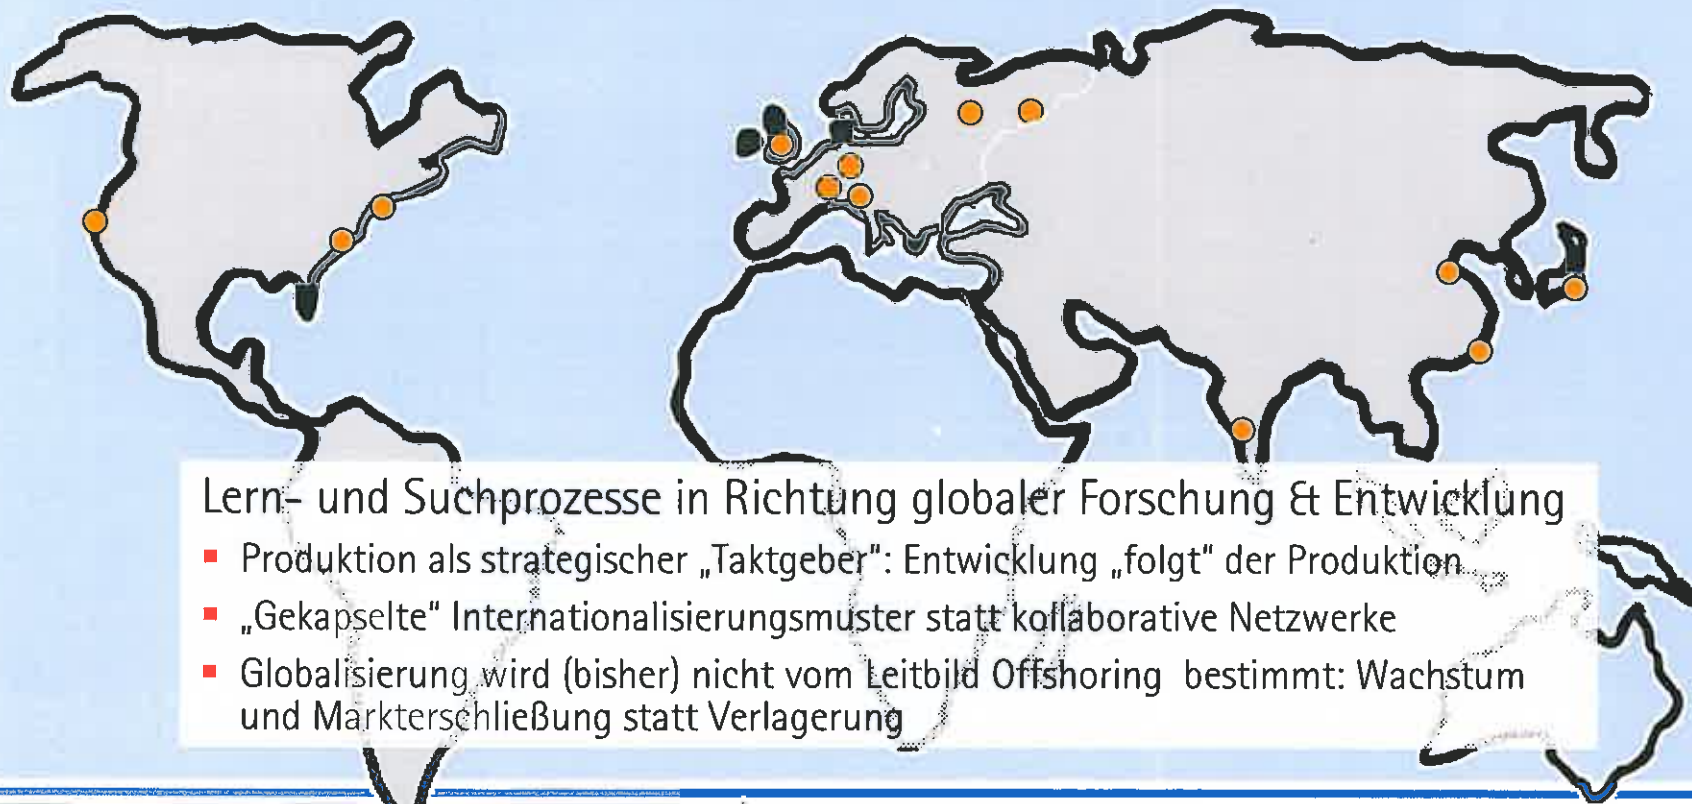 Lern- und Suchprozesse in Richtung globaler Forschung & Entwicklung
▪ Produktion als strategischer „Taktgeber“: Entwicklung „folgt“ der Produktion
▪ „Gekapselte“ Internationalisierungsmuster statt kollaborative Netzwerke
▪ Globalisierung wird (bisher) nicht vom Leitbild Offshoring bestimmt: Wachstum
und Markterschließung statt Verlagerung